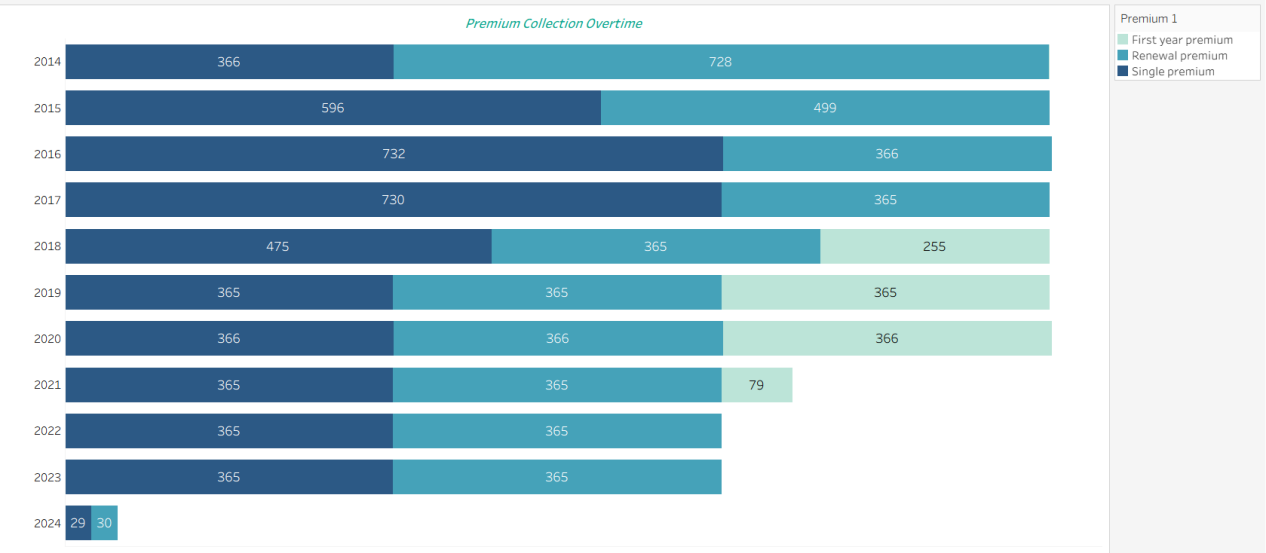 Premium Collection Overtime
2014 366 728
2015 596 499
2016 732 366
2017 730 365
2018 475 365 255
2019 365 365 365
2020 366 366 366
2021 365 365 79
2022 365 365
2023 365 365
2024 29 30
Premium 1
First year premium
Renewal premium
Single premium